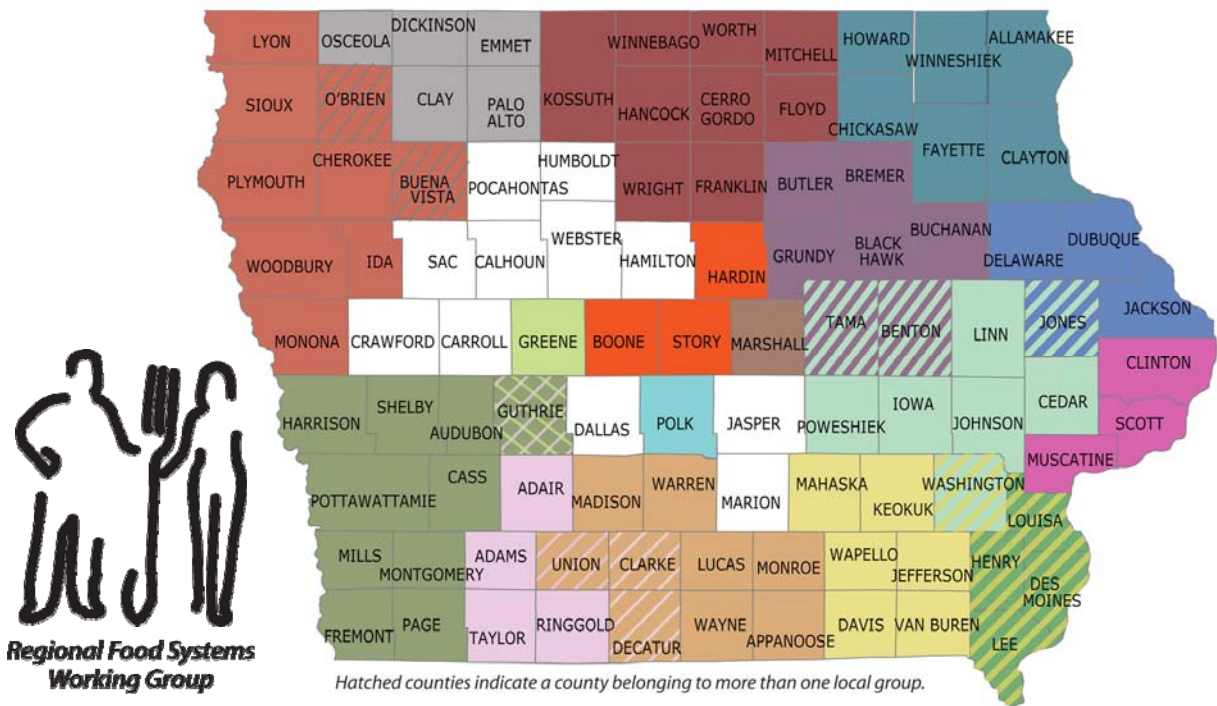 LYON
OSCEOLA
DICKINSON
EMMET
WINNEBAGO
WORTH
MITCHELL
HOWARD
WINNESHIEK
ALLAMAKEE
SIOUX
O'BRIEN
CLAY
PALO
ALTO
KOSSUTH
HANCOCK
CERRO
GORDO
FLOYD
CHICKASAW
FAYETTE
CLAYTON
PLYMOUTH
CHEROKEE
BUENA
VISTA
POCAHONTAS
HUMBOLDT
WRIGHT
FRANKLIN
BUTLER
BREMER
WOODBURY
IDA
SAC
CALHOUN
WEBSTER
HAMILTON
HARDIN
GRUNDY
BLACK
HAWK
BUCHANAN
DELAWARE
DUBUQUE
MONONA
CRAWFORD
CARROLL
GREENE
BOONE
STORY
MARSHALL
TAMA
BENTON
LINN
JONES
JACKSON
CLINTON
HARRISON
SHELBY
AUDUBON
GUTHRIE
DALLAS
POLK
JASPER
POWESHIEK
IOWA
JOHNSON
CEDAR
SCOTT
MUSCATINE
POTTAWATTAMIE
CASS
ADAIR
MADISON
WARREN
MARION
MAHASKA
KEOKUK
WASHINGTON
LOUISA
MILLS
MONTGOMERY
ADAMS
UNION
CLARKE
LUCAS
MONROE
WAPELLO
JEFFERSON
HENRY
DES
MOINES
FREMONT
PAGE
TAYLOR
RINGGOLD
DECATUR
WAYNE
APPANOOSE
DAVIS
VAN BUREN
LEE
Regional Food Systems
Working Group
Hatched counties indicate a county belonging to more than one local group.